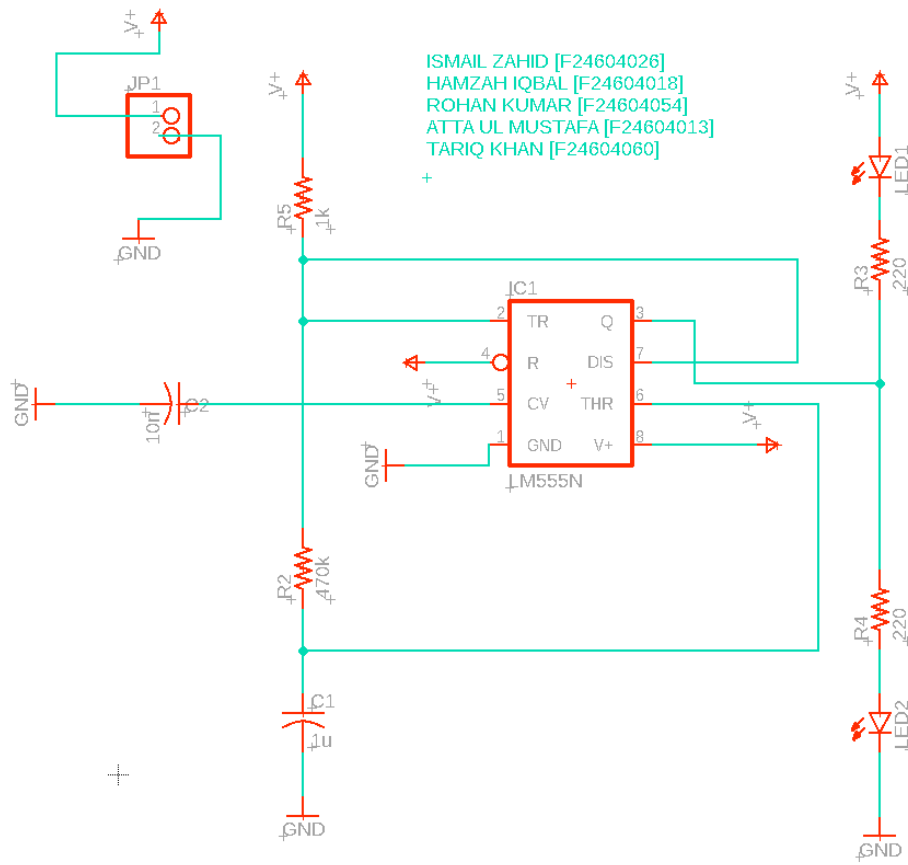 V+
JP1
1
2
GND
V+
R5
1k
ISMAIL ZAHID [F24604026]
HAMZAH IQBAL [F24604018]
ROHAN KUMAR [F24604054]
ATTA UL MUSTAFA [F24604013]
TARIQ KHAN [F24604060]
V+
LED1
R3
220
IC1
2 TR Q 3
4 R DIS 7
5 CV THR 6
1 GND V+ 8
LM555N
V+
V+
GND
10n
C2
GND
R2
470k
C1
1u
GND
R4
220
LED2
GND